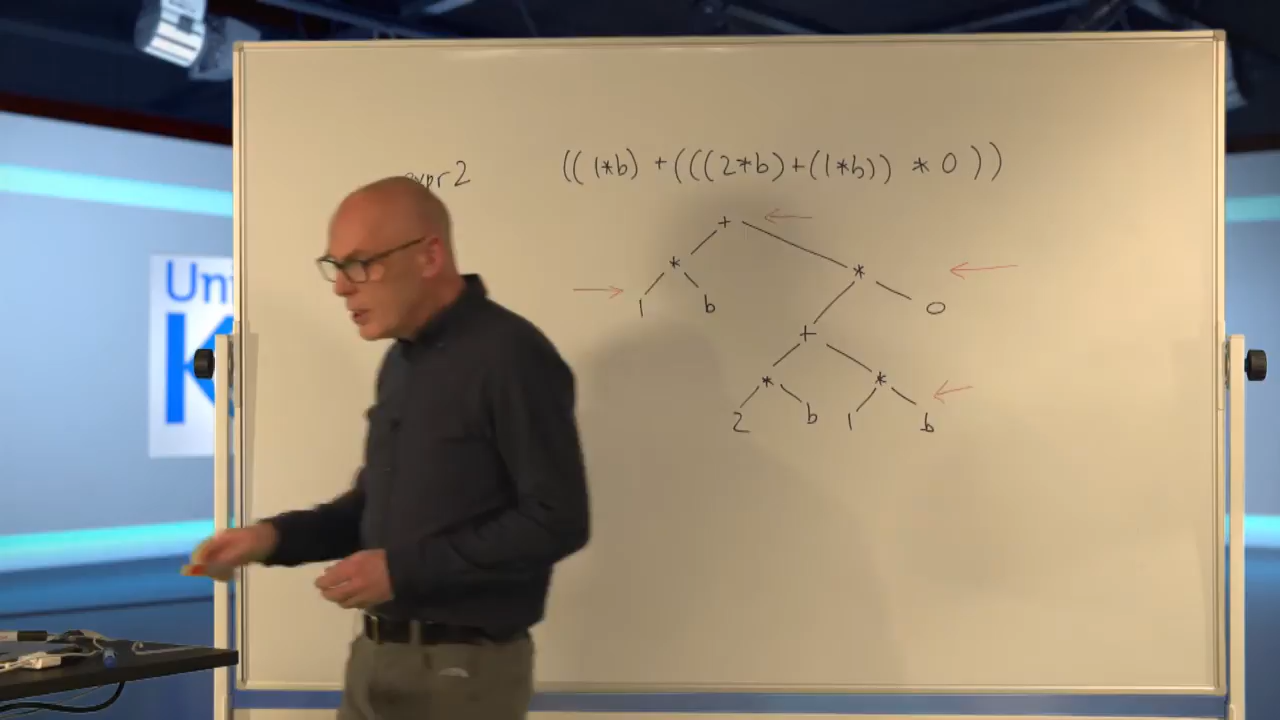 expr2 ((1*b) +(((2*b)+(1*b)) * 0))
+
* *
1 b 0
+
* *
2 b 1 b
Uni
K